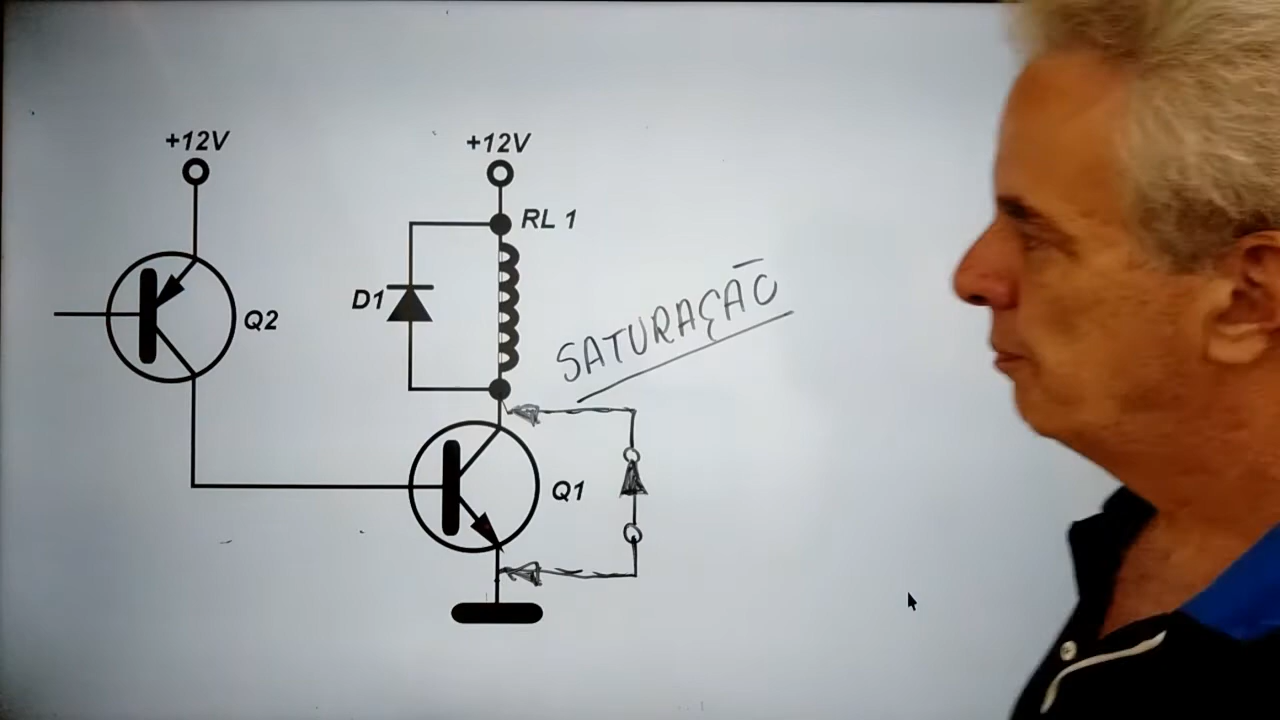 +12V
+12V
RL 1
D1
Q2
SATURAÇÃO
Q1